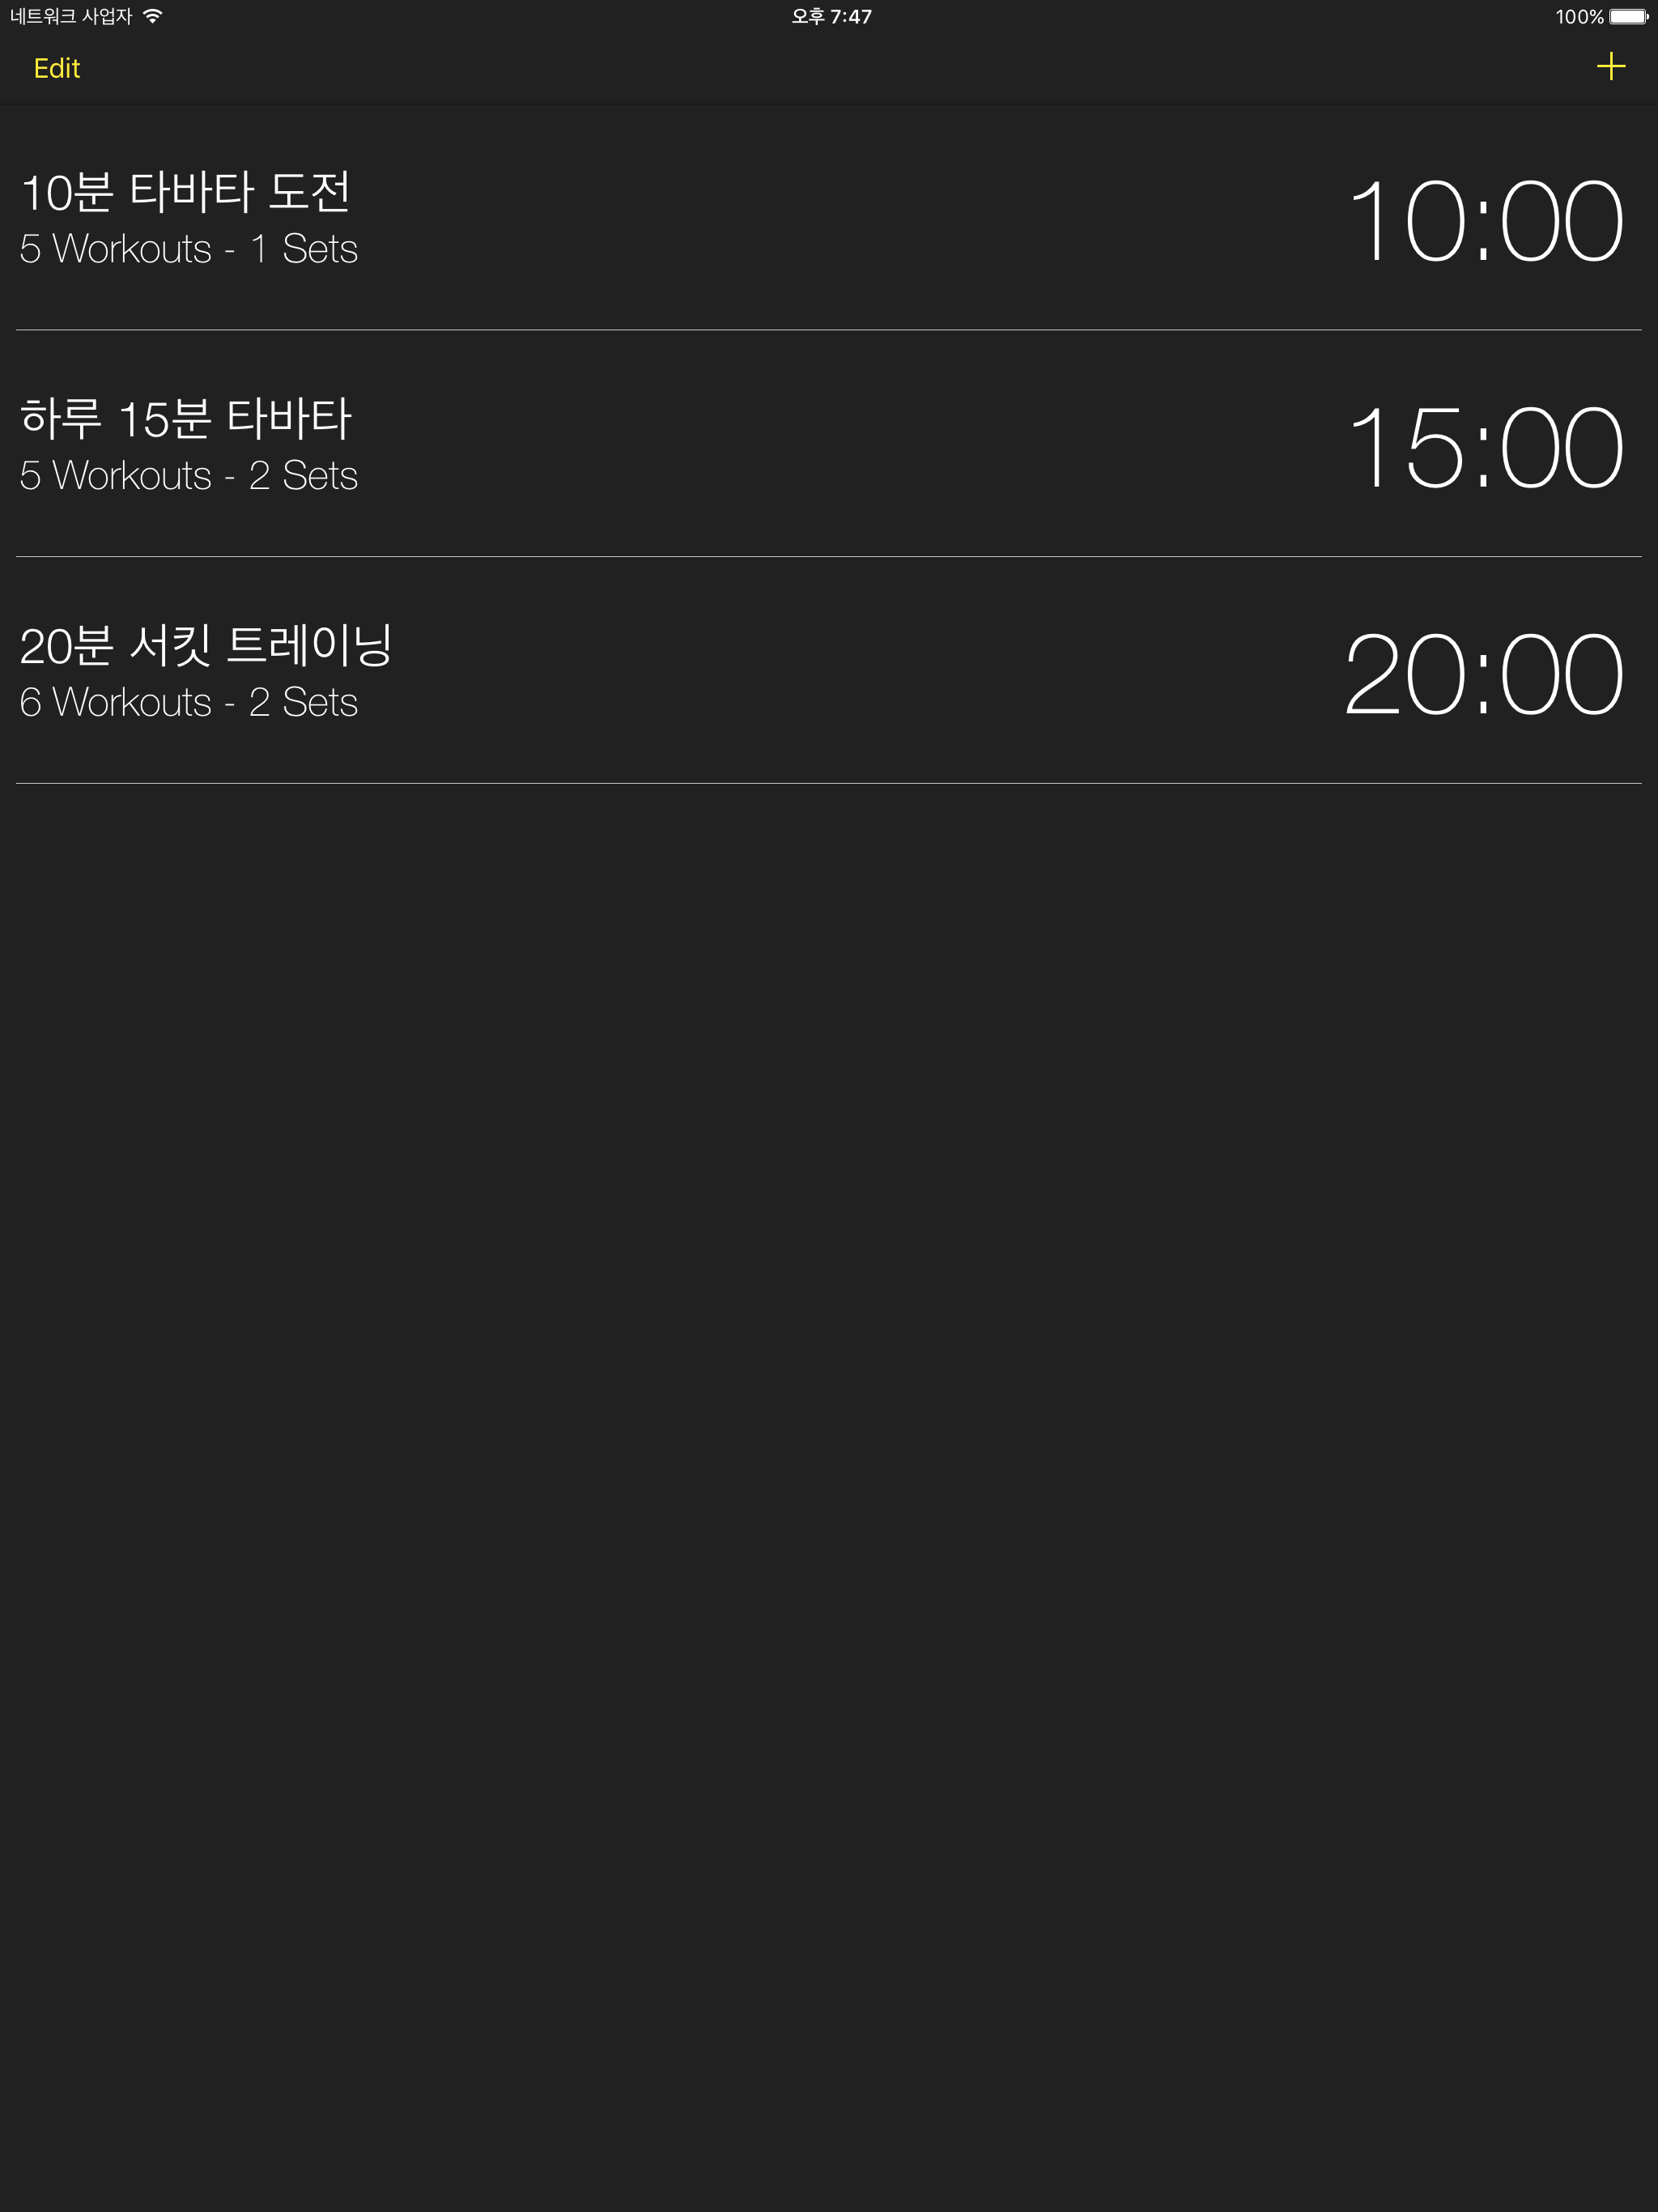 네트워크 사업자 오후 7:47 100%
Edit
10분 타바타 도전
5 Workouts - 1 Sets
10:00
하루 15분 타바타
5 Workouts - 2 Sets
15:00
20분 서킷 트레이닝
6 Workouts - 2 Sets
20:00